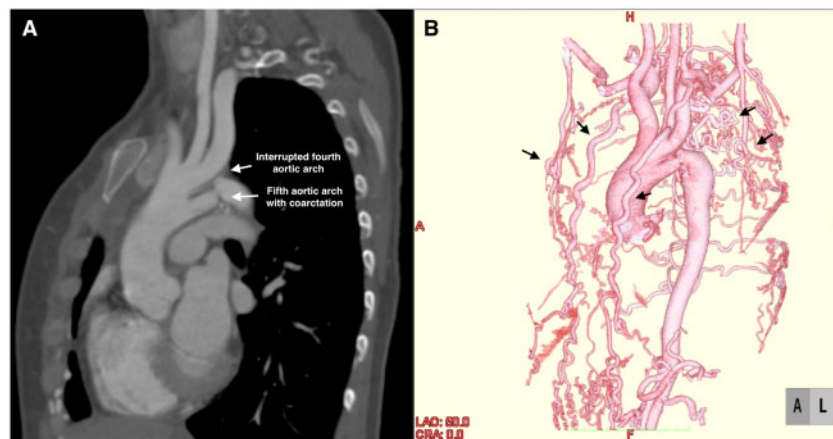 A
Interrupted fourth
aortic arch
Fifth aortic arch
with coarctation
B
H
A
LAO: 60.0
CRA: 0.0
F
A L